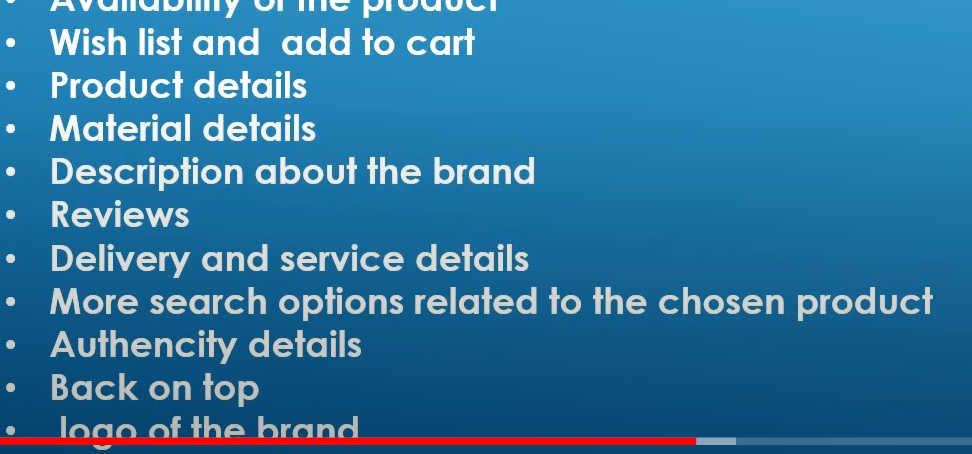 • Availability of the product
• Wish list and  add to cart
• Product details
• Material details
• Description about the brand
• Reviews
• Delivery and service details
• More search options related to the chosen product
• Authencity details
• Back on top
• logo of the brand